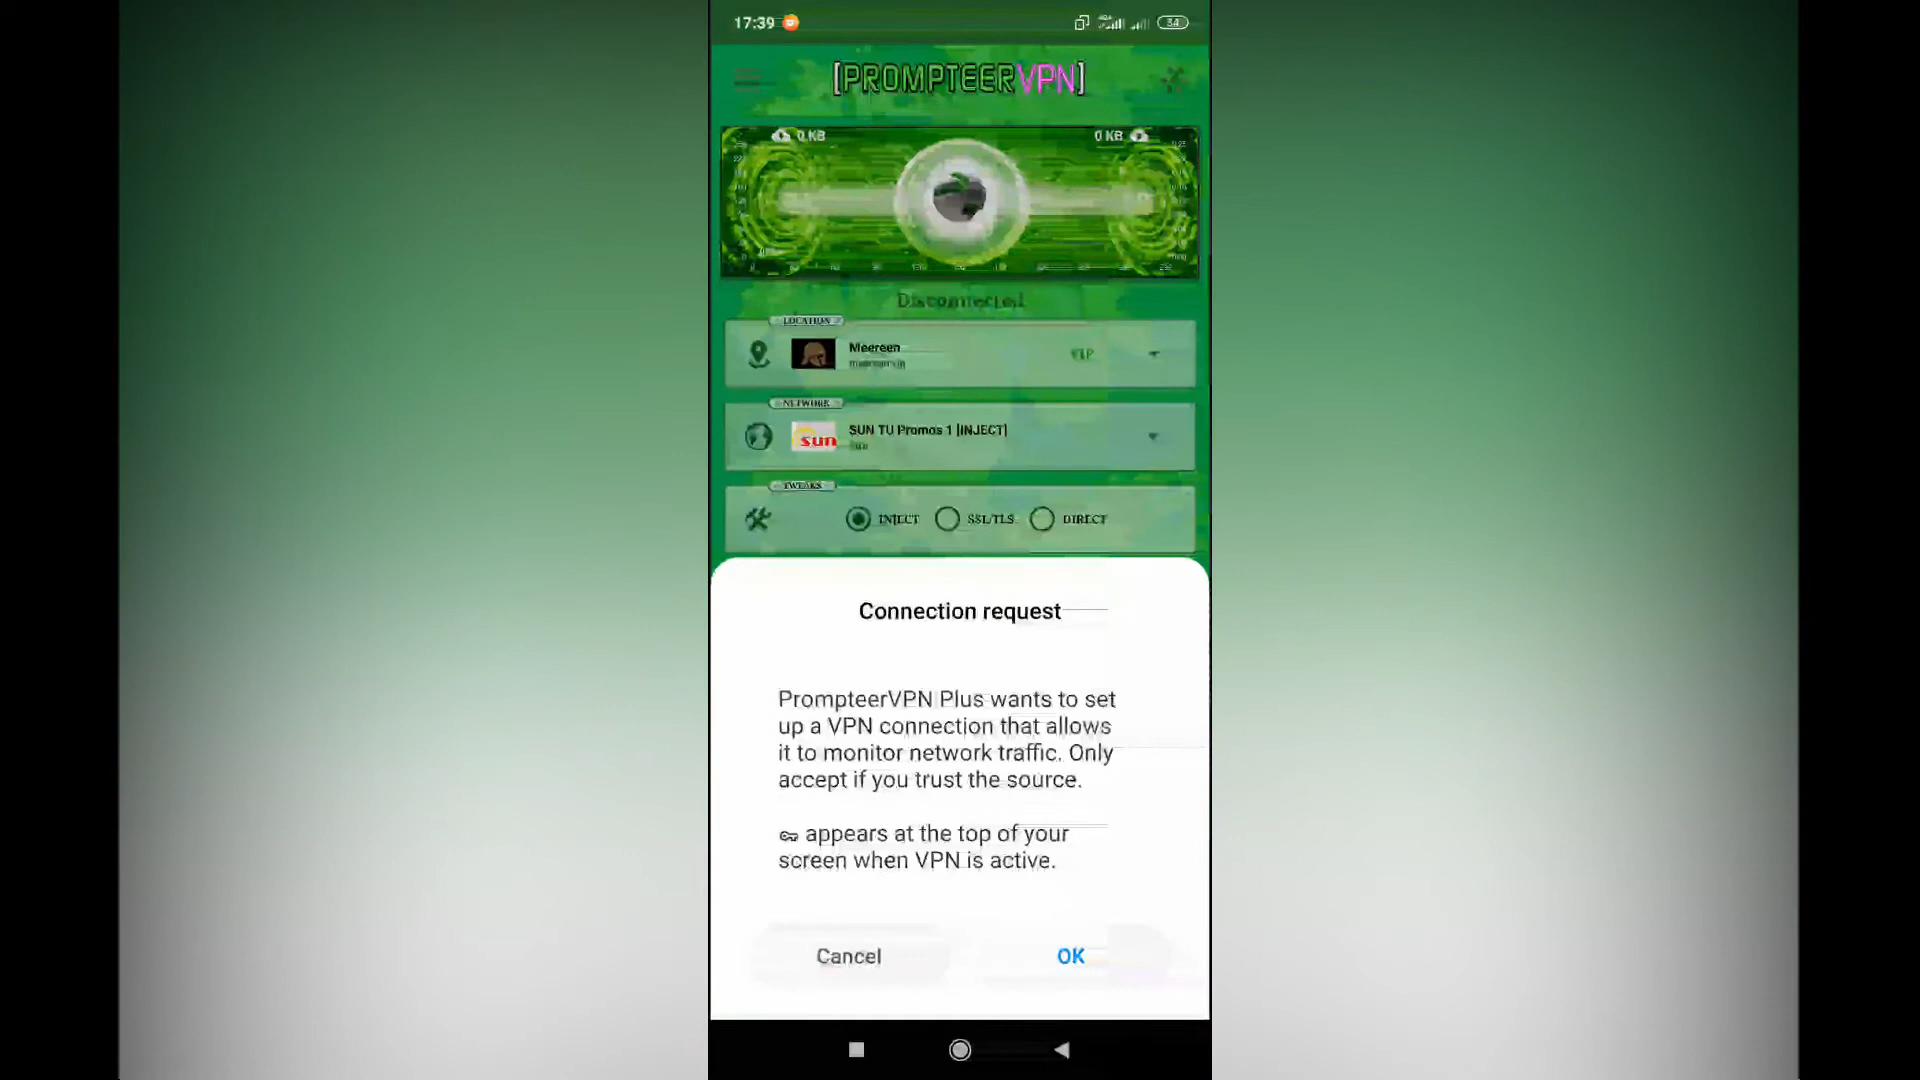 17:39
34
[PROMPTEERVPN]
0 KB
0 KB
Disconnected
LOCATION
Meereen
VIP
NETWORK
sun
SUN TU Promos 1 [INJECT]
TWEAKS
INJECT
SSL/TLS
DIRECT
Connection request
PrompteerVPN Plus wants to set
up a VPN connection that allows
it to monitor network traffic. Only
accept if you trust the source.
appears at the top of your
screen when VPN is active.
Cancel
OK